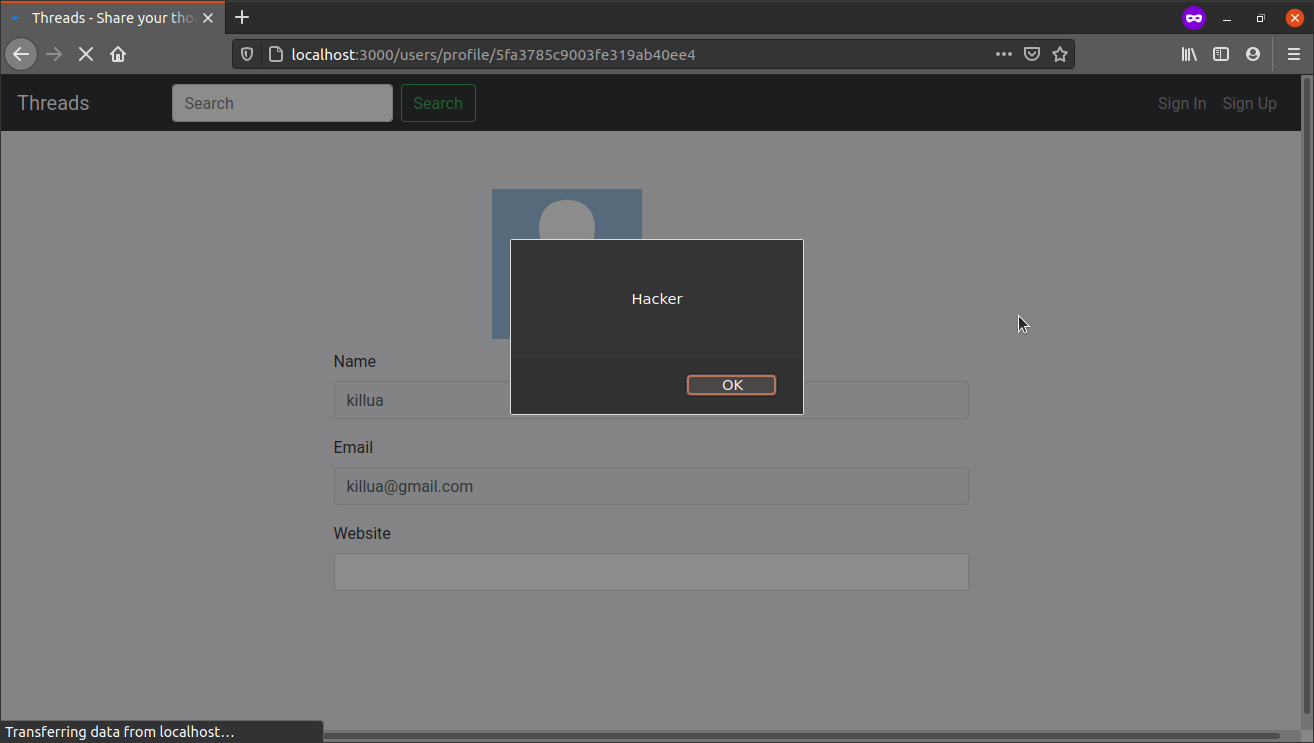 Threads - Share your tho
localhost:3000/users/profile/5fa3785c9003fe319ab40ee4
Threads
Search
Search
Sign In
Sign Up
Hacker
OK
Name
killua
Email
killua@gmail.com
Website
Transferring data from localhost…